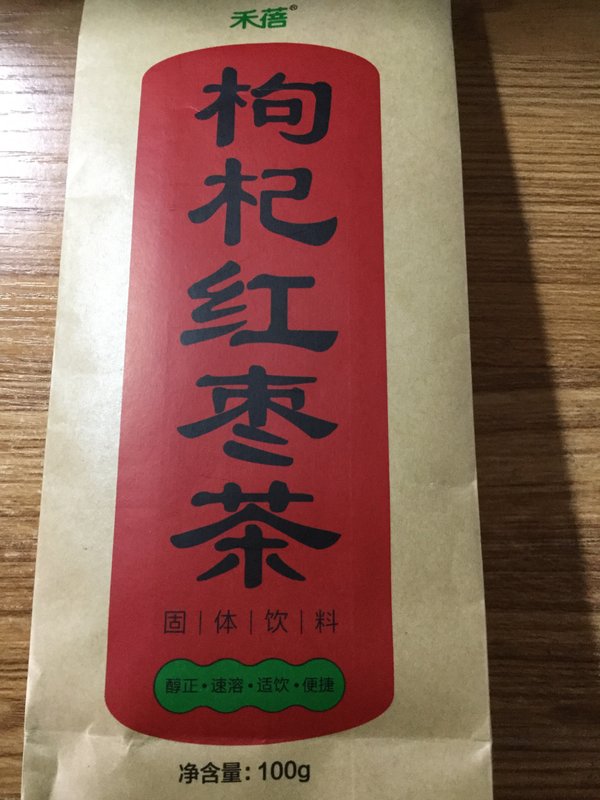 禾蓓®
枸杞红枣茶
固|体|饮|料
醇正·速溶·适饮·便捷
净含量：100g